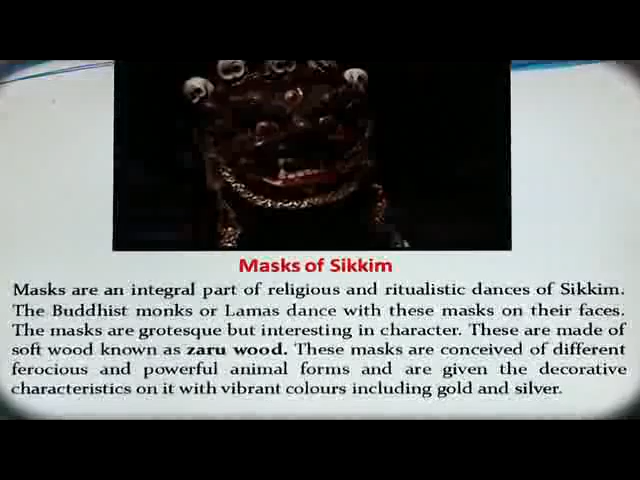 Masks of Sikkim
Masks are an integral part of religious and ritualistic dances of Sikkim.
The Buddhist monks or Lamas dance with these masks on their faces.
The masks are grotesque but interesting in character. These are made of
soft wood known as zaru wood. These masks are conceived of different
ferocious and powerful animal forms and are given the decorative
characteristics on it with vibrant colours including gold and silver.